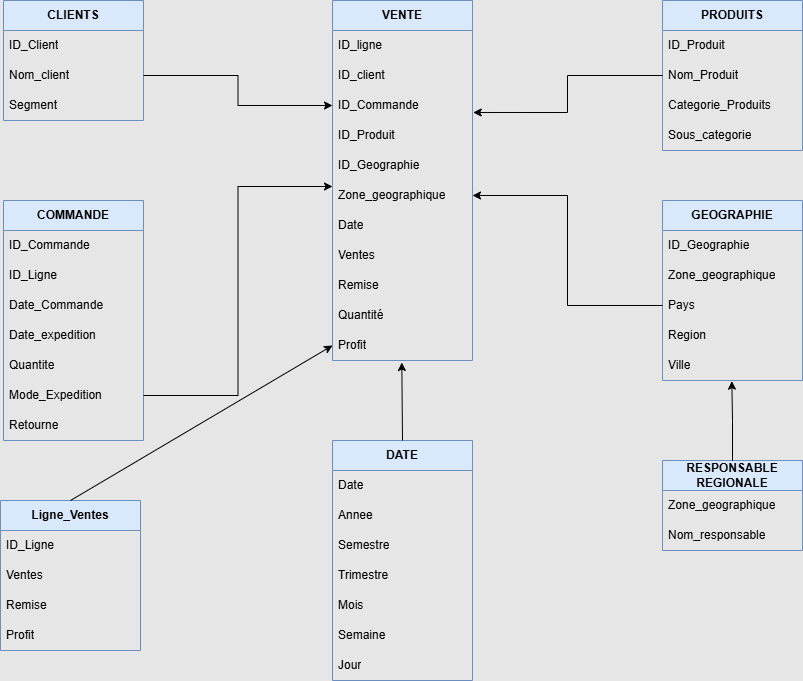 CLIENTS
ID_Client
Nom_client
Segment
VENTE
ID_ligne
ID_client
ID_Commande
ID_Produit
ID_Geographie
Zone_geographique
Date
Ventes
Remise
Quantité
Profit
PRODUITS
ID_Produit
Nom_Produit
Categorie_Produits
Sous_categorie
COMMANDE
ID_Commande
ID_Ligne
Date_Commande
Date_expedition
Quantite
Mode_Expedition
Retourne
GEOGRAPHIE
ID_Geographie
Zone_geographique
Pays
Region
Ville
Ligne_Ventes
ID_Ligne
Ventes
Remise
Profit
DATE
Date
Annee
Semestre
Trimestre
Mois
Semaine
Jour
RESPONSABLE
REGIONALE
Zone_geographique
Nom_responsable